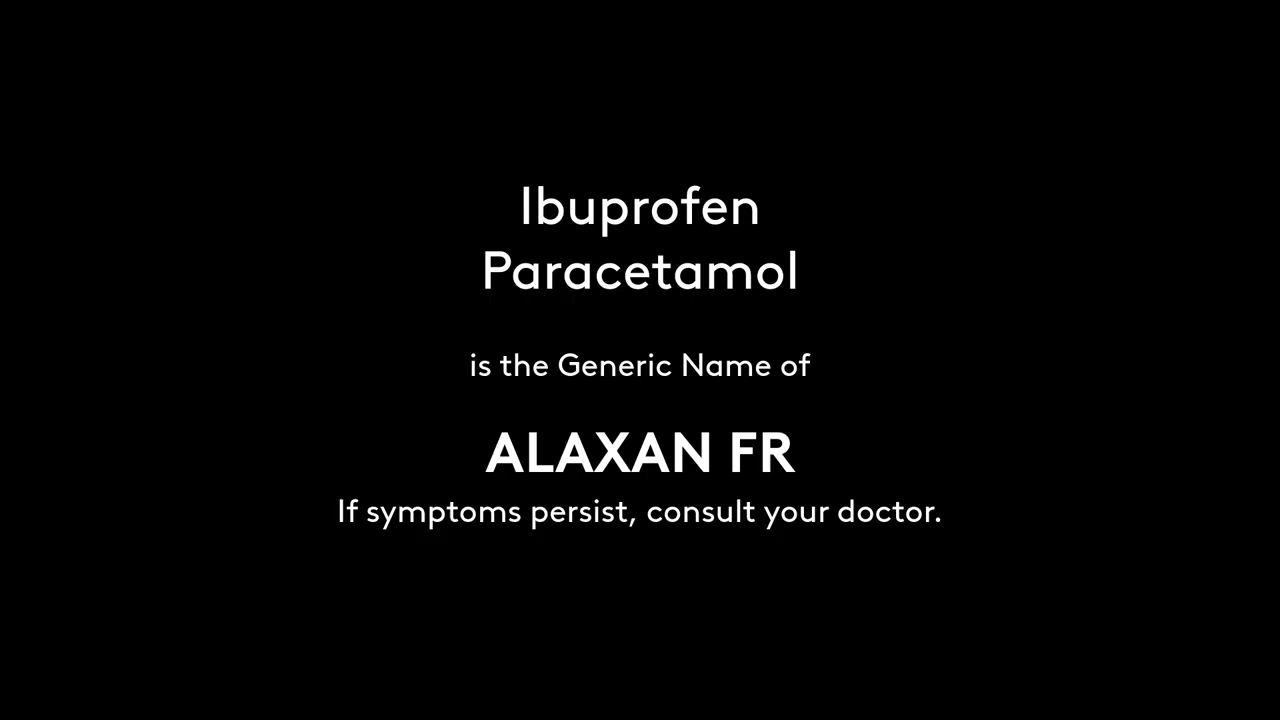 Ibuprofen
Paracetamol
is the Generic Name of
ALAXAN FR
If symptoms persist, consult your doctor.